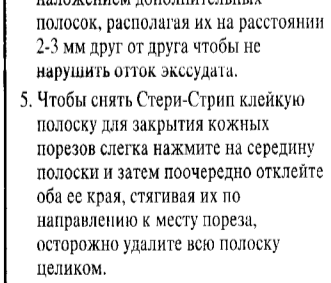 наложением дополнительных
полосок, располагая их на расстоянии
2-3 мм друг от друга чтобы не
нарушить отток экссудата.
5. Чтобы снять Стери-Стрип клейкую
полоску для закрытия кожных
порезов слегка нажмите на середину
полоски и затем поочередно отклейте
оба ее края, стягивая их по
направлению к месту пореза,
осторожно удалите всю полоску
целиком.